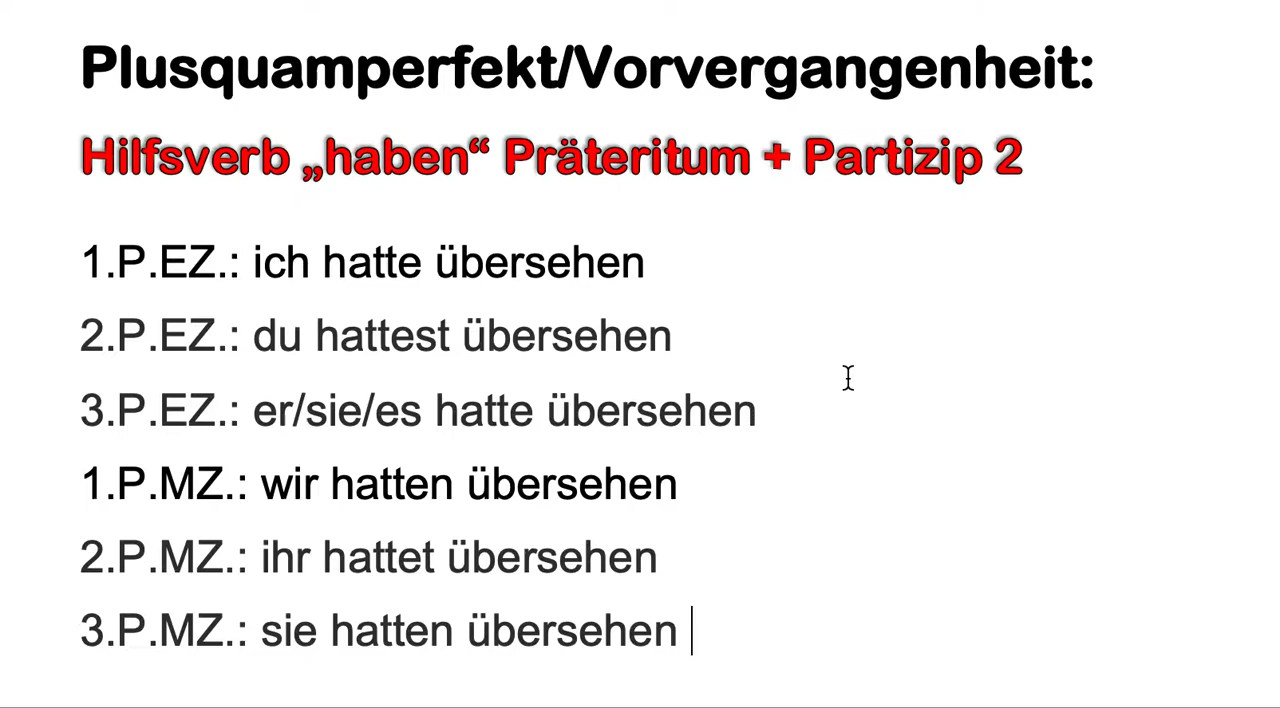 Plusquamperfekt/Vorvergangenheit:
Hilfsverb „haben“ Präteritum + Partizip 2
1.P.EZ.: ich hatte übersehen
2.P.EZ.: du hattest übersehen
3.P.EZ.: er/sie/es hatte übersehen
1.P.MZ.: wir hatten übersehen
2.P.MZ.: ihr hattet übersehen
3.P.MZ.: sie hatten übersehen